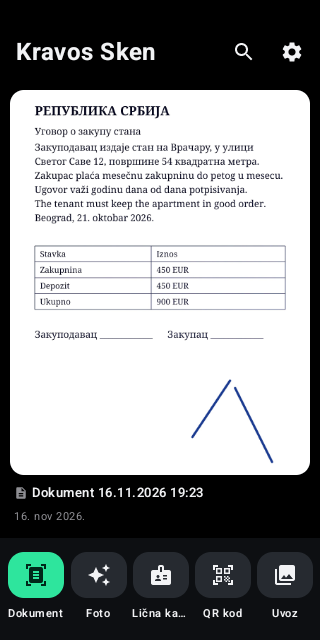 Kravos Sken
РЕПУБЛИКА СРБИЈА
Уговор о закупу стана
Закуподавац издаје стан на Врачару, у улици
Светог Саве 12, површине 54 квадратна метра.
Zakupac plaća mesečnu zakupninu do petog u mesecu.
Ugovor važi godinu dana od dana potpisivanja.
The tenant must keep the apartment in good order.
Beograd, 21. oktobar 2026.
Stavka Iznos
Zakupnina 450 EUR
Depozit 450 EUR
Ukupno 900 EUR
Закуподавац ___________ Закупац ___________
Dokument 16.11.2026 19:23
16. nov 2026.
Dokument Foto Lična ka... QR kod Uvoz